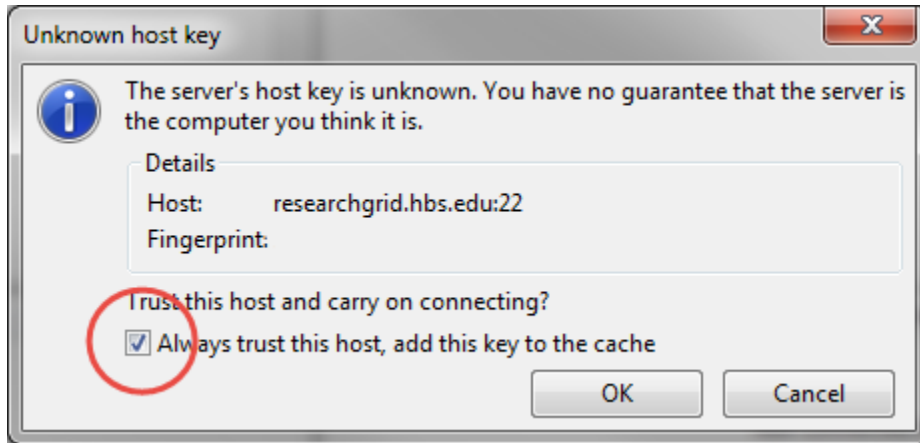 Unknown host key
The server's host key is unknown. You have no guarantee that the server is
the computer you think it is.
Details
Host: researchgrid.hbs.edu:22
Fingerprint:
Trust this host and carry on connecting?
Always trust this host, add this key to the cache
OK Cancel